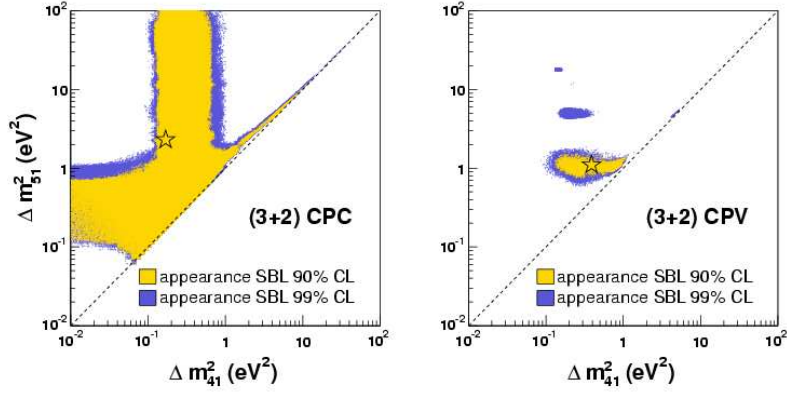 10²
10
1
10⁻¹
10⁻²
Δ m²₅₁ (eV²)
(3+2) CPC
appearance SBL 90% CL
appearance SBL 99% CL
10⁻² 10⁻¹ 1 10 10²
Δ m²₄₁ (eV²)
10²
10
1
10⁻¹
10⁻²
Δ m²₅₁ (eV²)
(3+2) CPV
appearance SBL 90% CL
appearance SBL 99% CL
10⁻² 10⁻¹ 1 10 10²
Δ m²₄₁ (eV²)